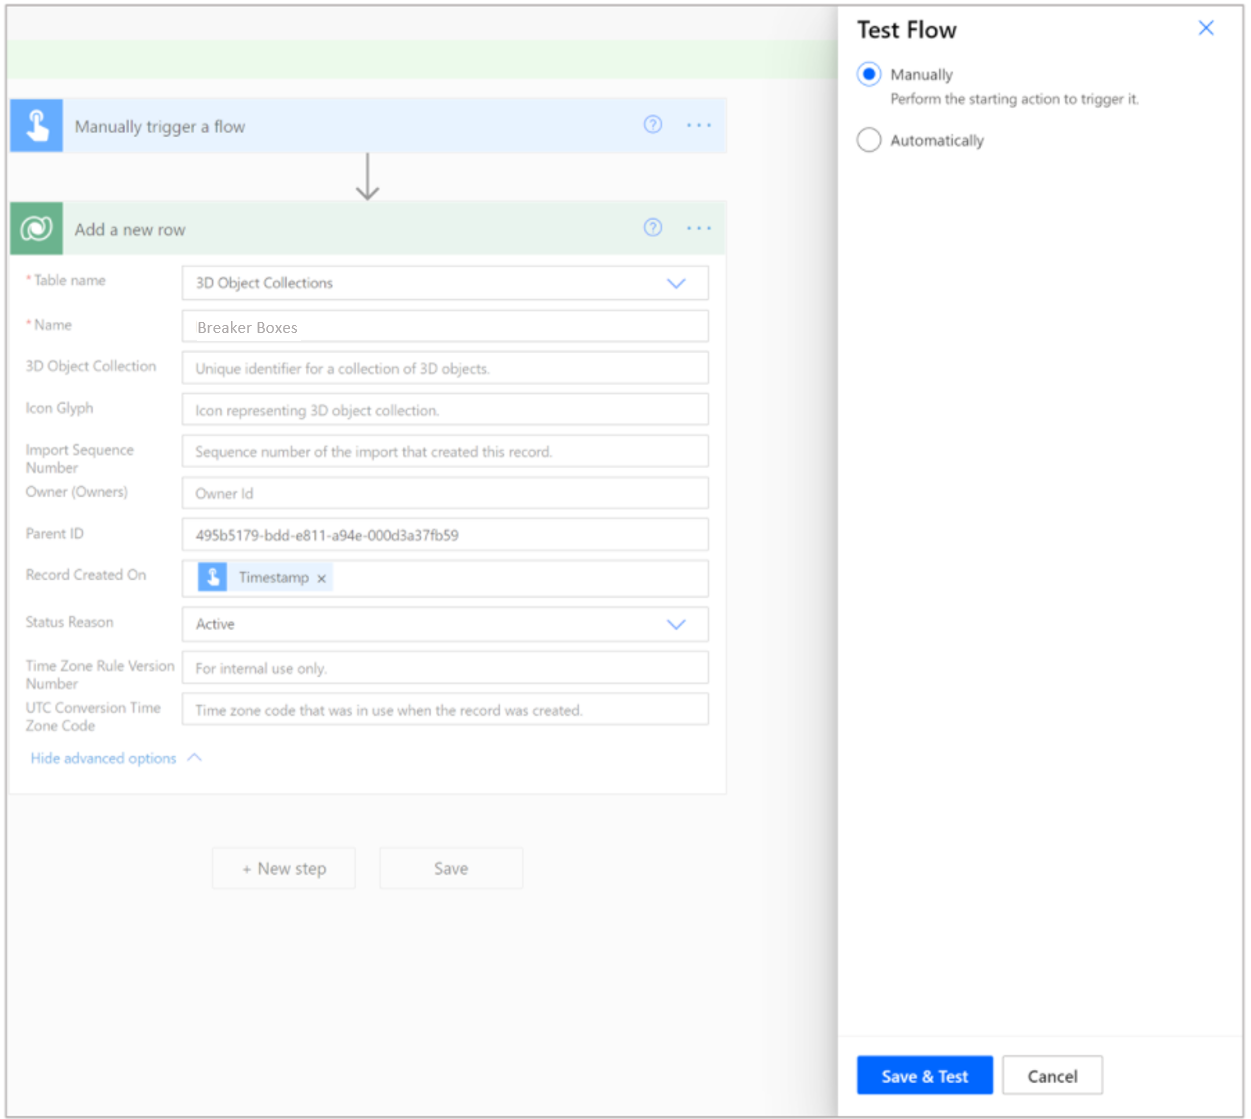 Test Flow
Manually
Perform the starting action to trigger it.
Automatically
Manually trigger a flow
Add a new row
* Table name
3D Object Collections
* Name
Breaker Boxes
3D Object Collection
Unique identifier for a collection of 3D objects.
Icon Glyph
Icon representing 3D object collection.
Import Sequence
Number
Sequence number of the import that created this record.
Owner (Owners)
Owner Id
Parent ID
495b5179-bdd-e811-a94e-000d3a37fb59
Record Created On
Timestamp ×
Status Reason
Active
Time Zone Rule Version
Number
For internal use only.
UTC Conversion Time
Zone Code
Time zone code that was in use when the record was created.
Hide advanced options
+ New step
Save
Save & Test
Cancel